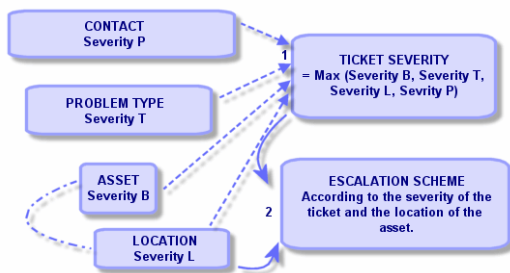 CONTACT
Severity P
1
TICKET SEVERITY
= Max (Severity B, Severity T,
Severity L, Sevrity P)
PROBLEM TYPE
Severity T
ASSET
Severity B
2
ESCALATION SCHEME
According to the severity of the
ticket and the location of the
asset.
LOCATION
Severity L